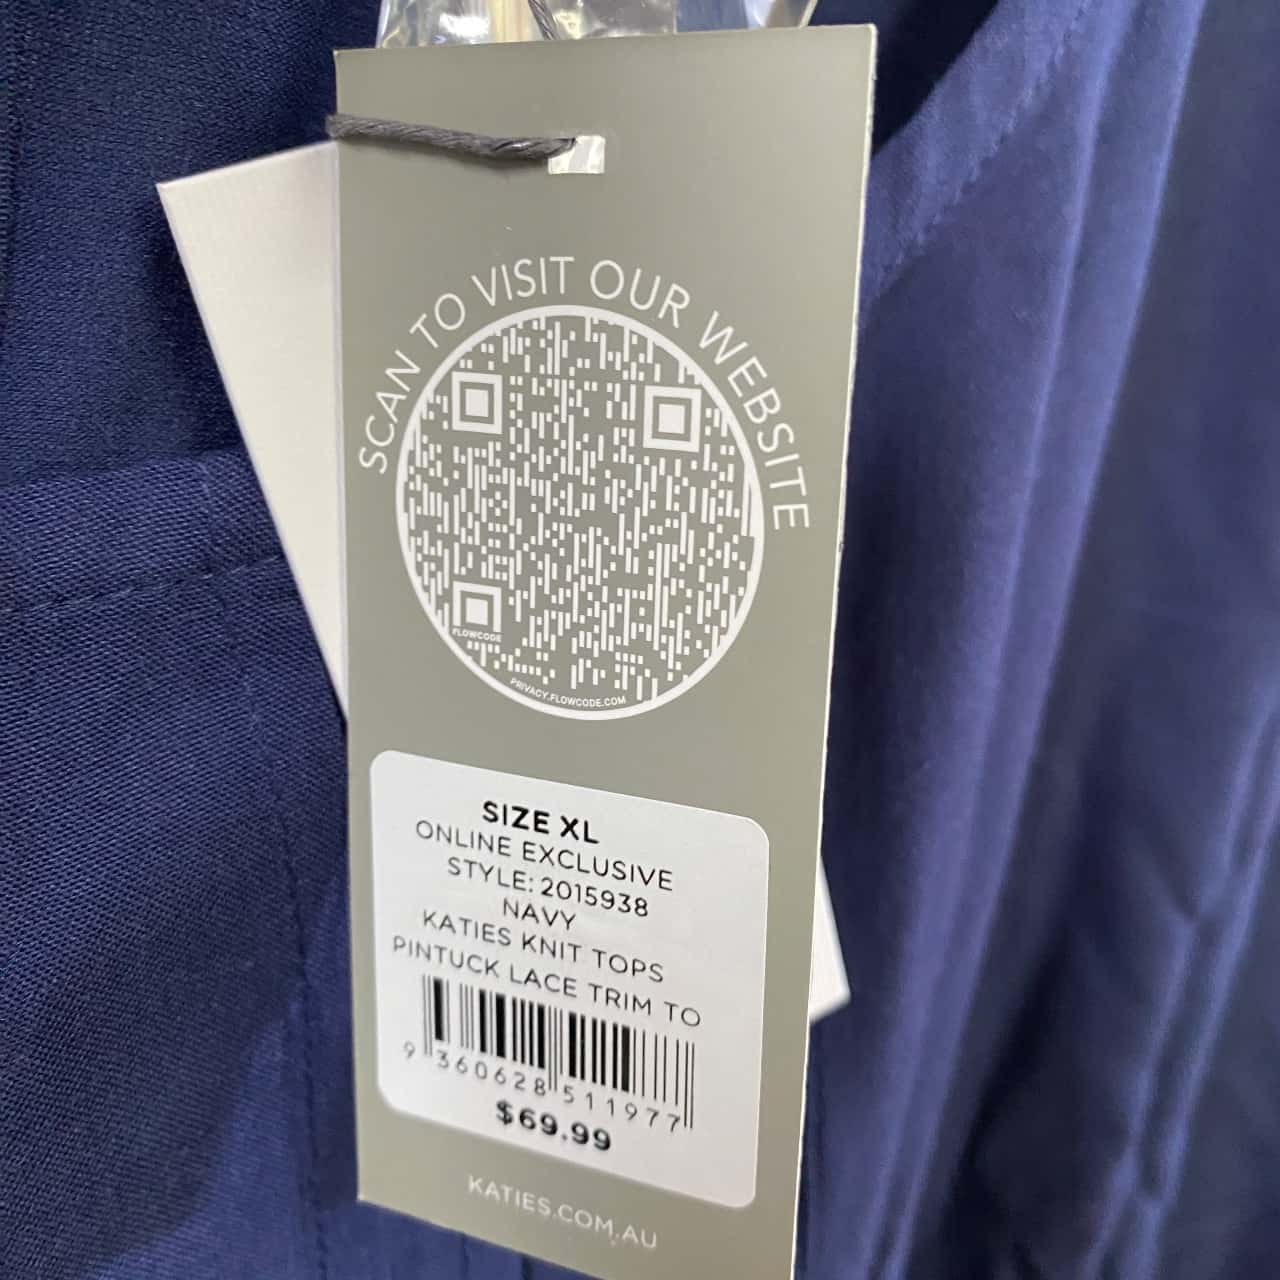 SCAN TO VISIT OUR WEBSITE
FLOWCODE
PRIVACY.FLOWCODE.COM
SIZE XL
ONLINE EXCLUSIVE
STYLE: 2015938
NAVY
KATIES KNIT TOPS
PINTUCK LACE TRIM TO
9 360628 511977
$69.99
KATIES.COM.AU